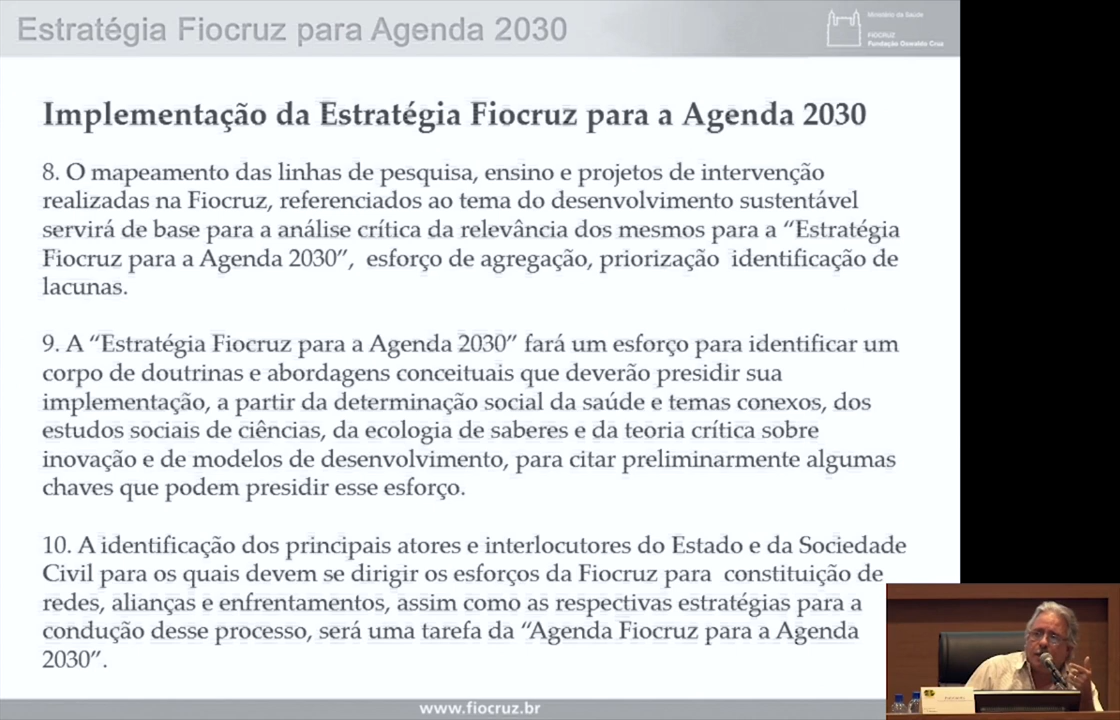 Estratégia Fiocruz para Agenda 2030
Ministério da Saúde
FIOCRUZ
Fundação Oswaldo Cruz
Implementação da Estratégia Fiocruz para a Agenda 2030
8. O mapeamento das linhas de pesquisa, ensino e projetos de intervenção
realizadas na Fiocruz, referenciados ao tema do desenvolvimento sustentável
servirá de base para a análise crítica da relevância dos mesmos para a “Estratégia
Fiocruz para a Agenda 2030”, esforço de agregação, priorização identificação de
lacunas.
9. A “Estratégia Fiocruz para a Agenda 2030” fará um esforço para identificar um
corpo de doutrinas e abordagens conceituais que deverão presidir sua
implementação, a partir da determinação social da saúde e temas conexos, dos
estudos sociais de ciências, da ecologia de saberes e da teoria crítica sobre
inovação e de modelos de desenvolvimento, para citar preliminarmente algumas
chaves que podem presidir esse esforço.
10. A identificação dos principais atores e interlocutores do Estado e da Sociedade
Civil para os quais devem se dirigir os esforços da Fiocruz para constituição de
redes, alianças e enfrentamentos, assim como as respectivas estratégias para a
condução desse processo, será uma tarefa da “Agenda Fiocruz para a Agenda
2030”.
www.fiocruz.br